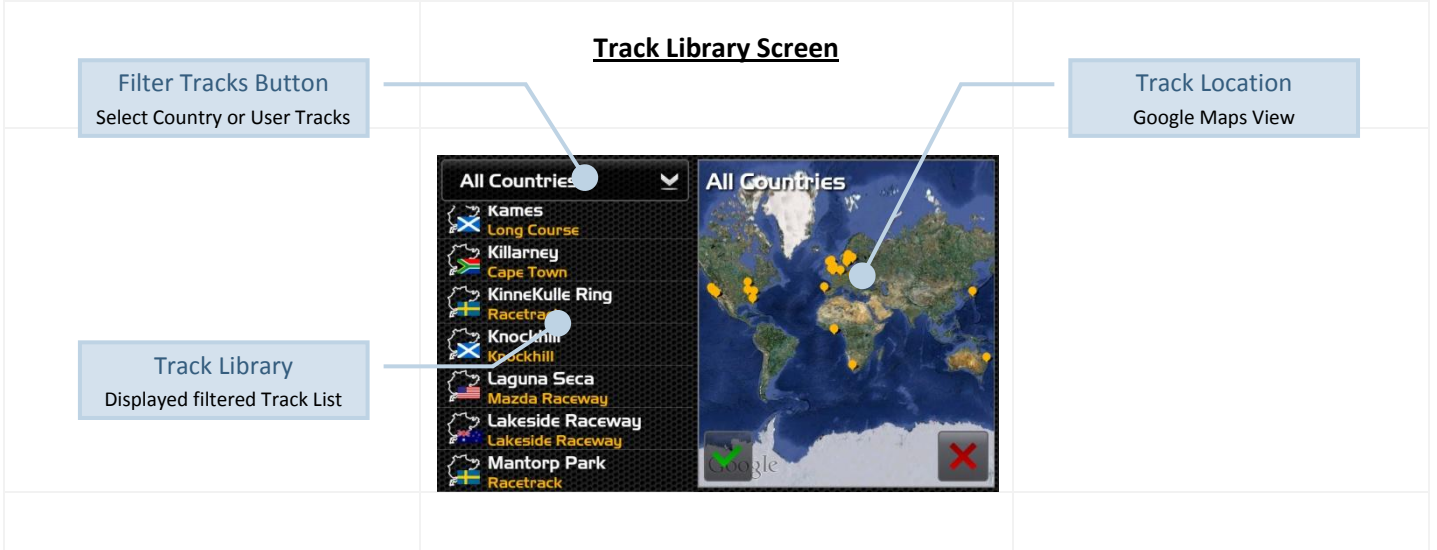 Track Library Screen
Filter Tracks Button
Select Country or User Tracks
Track Location
Google Maps View
All Countries
Kames
Long Course
Killarney
Cape Town
KinneKulle Ring
Racetrack
Knockhill
Knockhill
Laguna Seca
Mazda Raceway
Lakeside Raceway
Lakeside Raceway
Mantorp Park
Racetrack
All Countries
Google
Track Library
Displayed filtered Track List